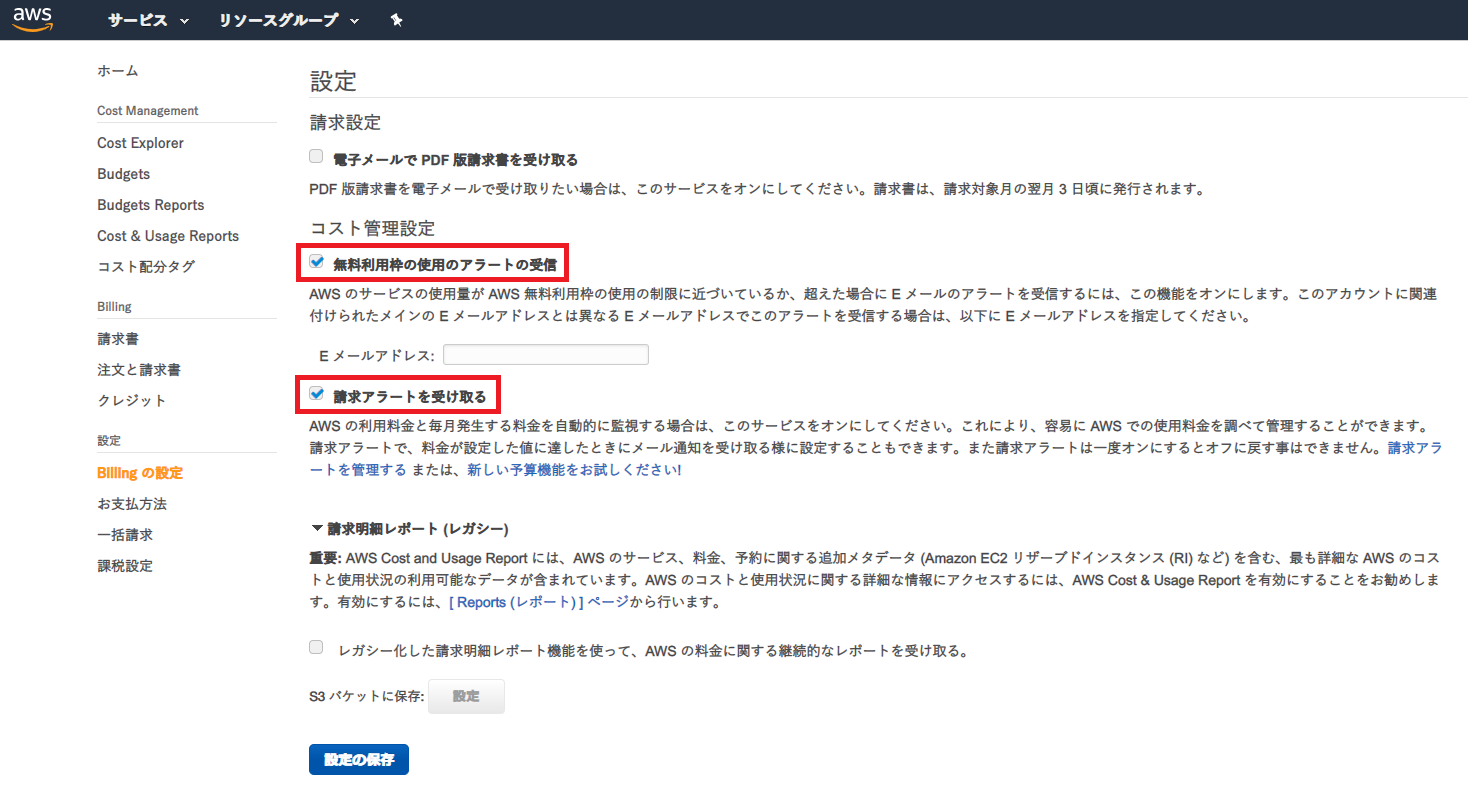 aws サービス リソースグループ
ホーム
Cost Management
Cost Explorer
Budgets
Budgets Reports
Cost & Usage Reports
コスト配分タグ
Billing
請求書
注文と請求書
クレジット
設定
Billing の設定
お支払方法
一括請求
課税設定
設定
請求設定
電子メールで PDF 版請求書を受け取る
PDF 版請求書を電子メールで受け取りたい場合は、このサービスをオンにしてください。請求書は、請求対象月の翌月 3 日頃に発行されます。
コスト管理設定
無料利用枠の使用のアラートの受信
AWS のサービスの使用量が AWS 無料利用枠の使用の制限に近づいているか、超えた場合に E メールのアラートを受信するには、この機能をオンにします。このアカウントに関連
付けられたメインの E メールアドレスとは異なる E メールアドレスでこのアラートを受信する場合は、以下に E メールアドレスを指定してください。
E メールアドレス:
請求アラートを受け取る
AWS の利用料金と毎月発生する料金を自動的に監視する場合は、このサービスをオンにしてください。これにより、容易に AWS での使用料金を調べて管理することができます。
請求アラートで、料金が設定した値に達したときにメール通知を受け取る様に設定することもできます。また請求アラートは一度オンにするとオフに戻す事はできません。請求アラ
ートを管理する または、新しい予算機能をお試しください!
請求明細レポート (レガシー)
重要: AWS Cost and Usage Report には、AWS のサービス、料金、予約に関する追加メタデータ (Amazon EC2 リザーブドインスタンス (RI) など) を含む、最も詳細な AWS のコス
トと使用状況の利用可能なデータが含まれています。AWS のコストと使用状況に関する詳細な情報にアクセスするには、AWS Cost & Usage Report を有効にすることをお勧めしま
す。有効にするには、[ Reports (レポート) ] ページから行います。
レガシー化した請求明細レポート機能を使って、AWS の料金に関する継続的なレポートを受け取る。
S3 バケットに保存: 設定
設定の保存